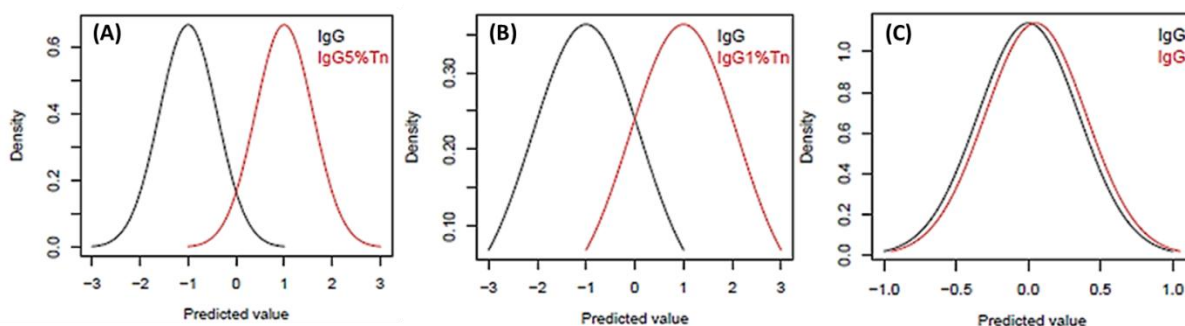 (A)
IgG
IgG5%Tn
Density
0.6
0.4
0.2
0.0
−3 −2 −1 0 1 2 3
Predicted value
(B)
IgG
IgG1%Tn
Density
0.30
0.20
0.10
−3 −2 −1 0 1 2 3
Predicted value
(C)
IgG
IgG
Density
1.0
0.8
0.6
0.4
0.2
0.0
−1.0 −0.5 0.0 0.5 1.0
Predicted value